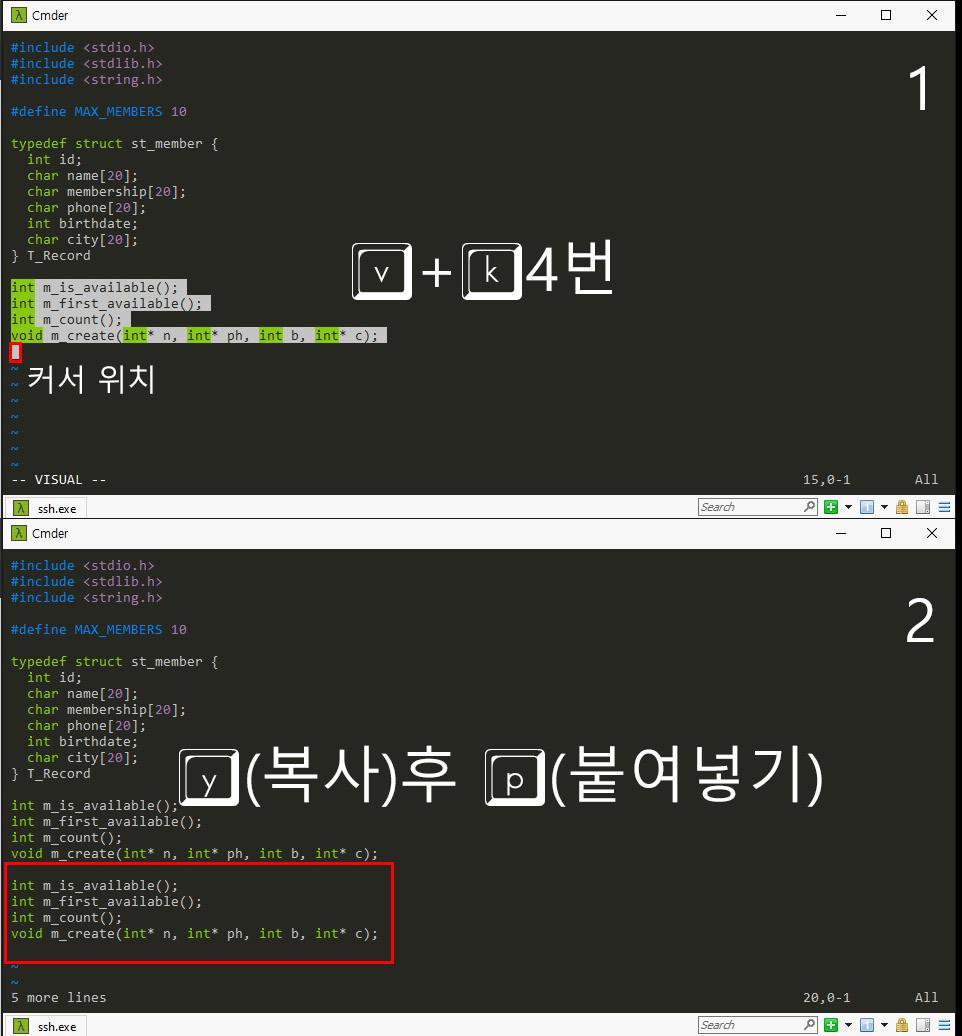 Cmder
#include <stdio.h>
#include <stdlib.h>
#include <string.h>
1
#define MAX_MEMBERS 10
typedef struct st_member {
  int id;
  char name[20];
  char membership[20];
  char phone[20];
  int birthdate;
  char city[20];
} T_Record
v + k 4번
int m_is_available();
int m_first_available();
int m_count();
void m_create(int* n, int* ph, int b, int* c);
~
~ 커서 위치
~
~
~
~
~
-- VISUAL -- 15,0-1 All
ssh.exe Search
Cmder
#include <stdio.h>
#include <stdlib.h>
#include <string.h>
2
#define MAX_MEMBERS 10
typedef struct st_member {
  int id;
  char name[20];
  char membership[20];
  char phone[20];
  int birthdate;
  char city[20];
} T_Record
y (복사)후 p (붙여넣기)
int m_is_available();
int m_first_available();
int m_count();
void m_create(int* n, int* ph, int b, int* c);
int m_is_available();
int m_first_available();
int m_count();
void m_create(int* n, int* ph, int b, int* c);
~
~
5 more lines 20,0-1 All
ssh.exe Search